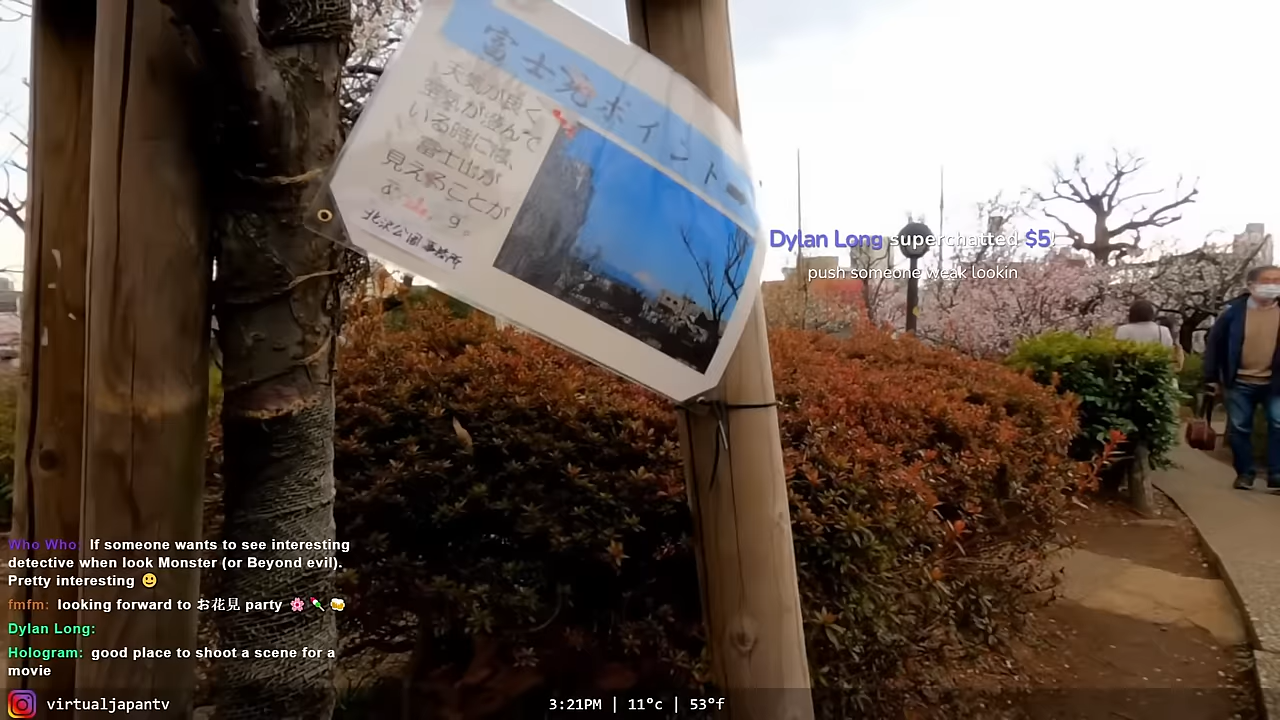 富士見ポイント
天気が良く
空気が澄んで
いる時には、
富士山が
見えることが
あります。
北沢公園事務所
Dylan Long superchatted $5!
push someone weak lookin
Who Who: If someone wants to see interesting
detective when look Monster (or Beyond evil).
Pretty interesting 🙂
fmfm: looking forward to お花見 party 🌸🍡🍻
Dylan Long:
Hologram: good place to shoot a scene for a
movie
virtualjapantv
3:21PM | 11°c | 53°f